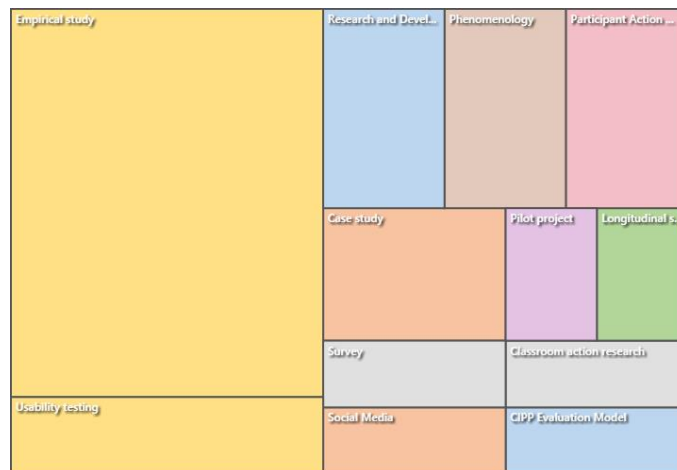 Empirical study
Research and Devel...
Phenomenology
Participant Action ...
Case study
Pilot project
Longitudinal s..
Survey
Classroom action research
Usability testing
Social Media
CIPP Evaluation Model